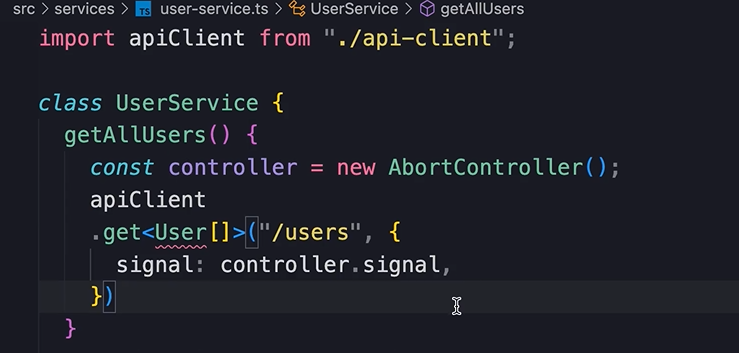 src > services > TS user-service.ts > UserService > getAllUsers
import apiClient from "./api-client";
class UserService {
getAllUsers() {
const controller = new AbortController();
apiClient
.get<User[]>("/users", {
signal: controller.signal,
})
}